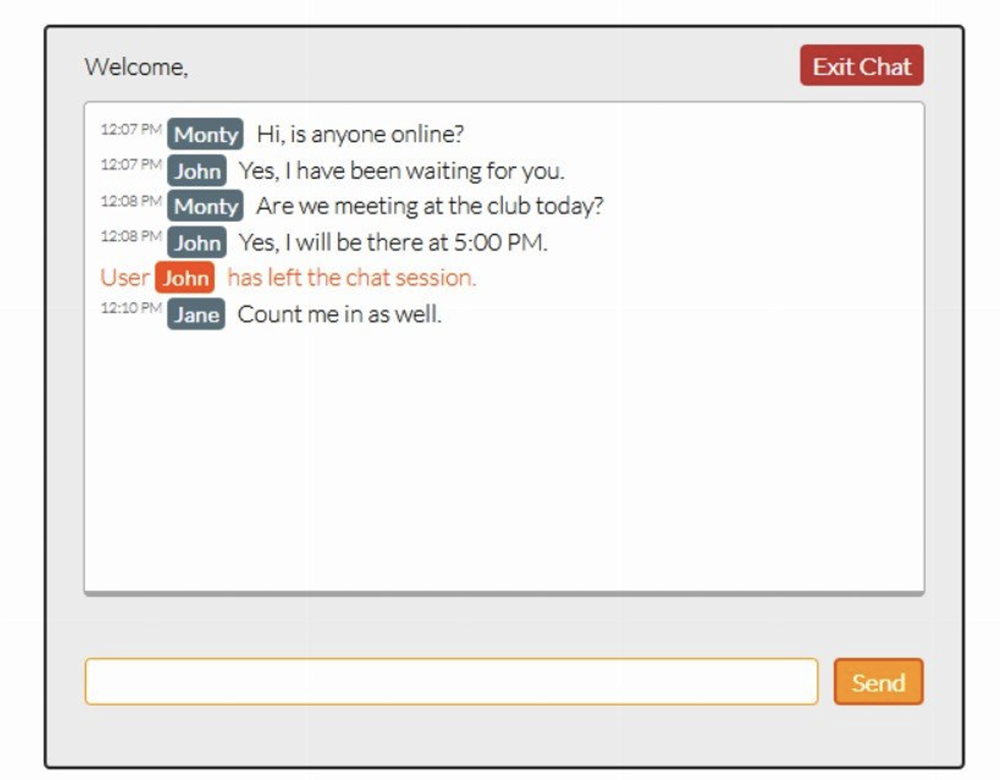 Welcome,
Exit Chat
12:07 PM Monty Hi, is anyone online?
12:07 PM John Yes, I have been waiting for you.
12:08 PM Monty Are we meeting at the club today?
12:08 PM John Yes, I will be there at 5:00 PM.
User John has left the chat session.
12:10 PM Jane Count me in as well.
Send